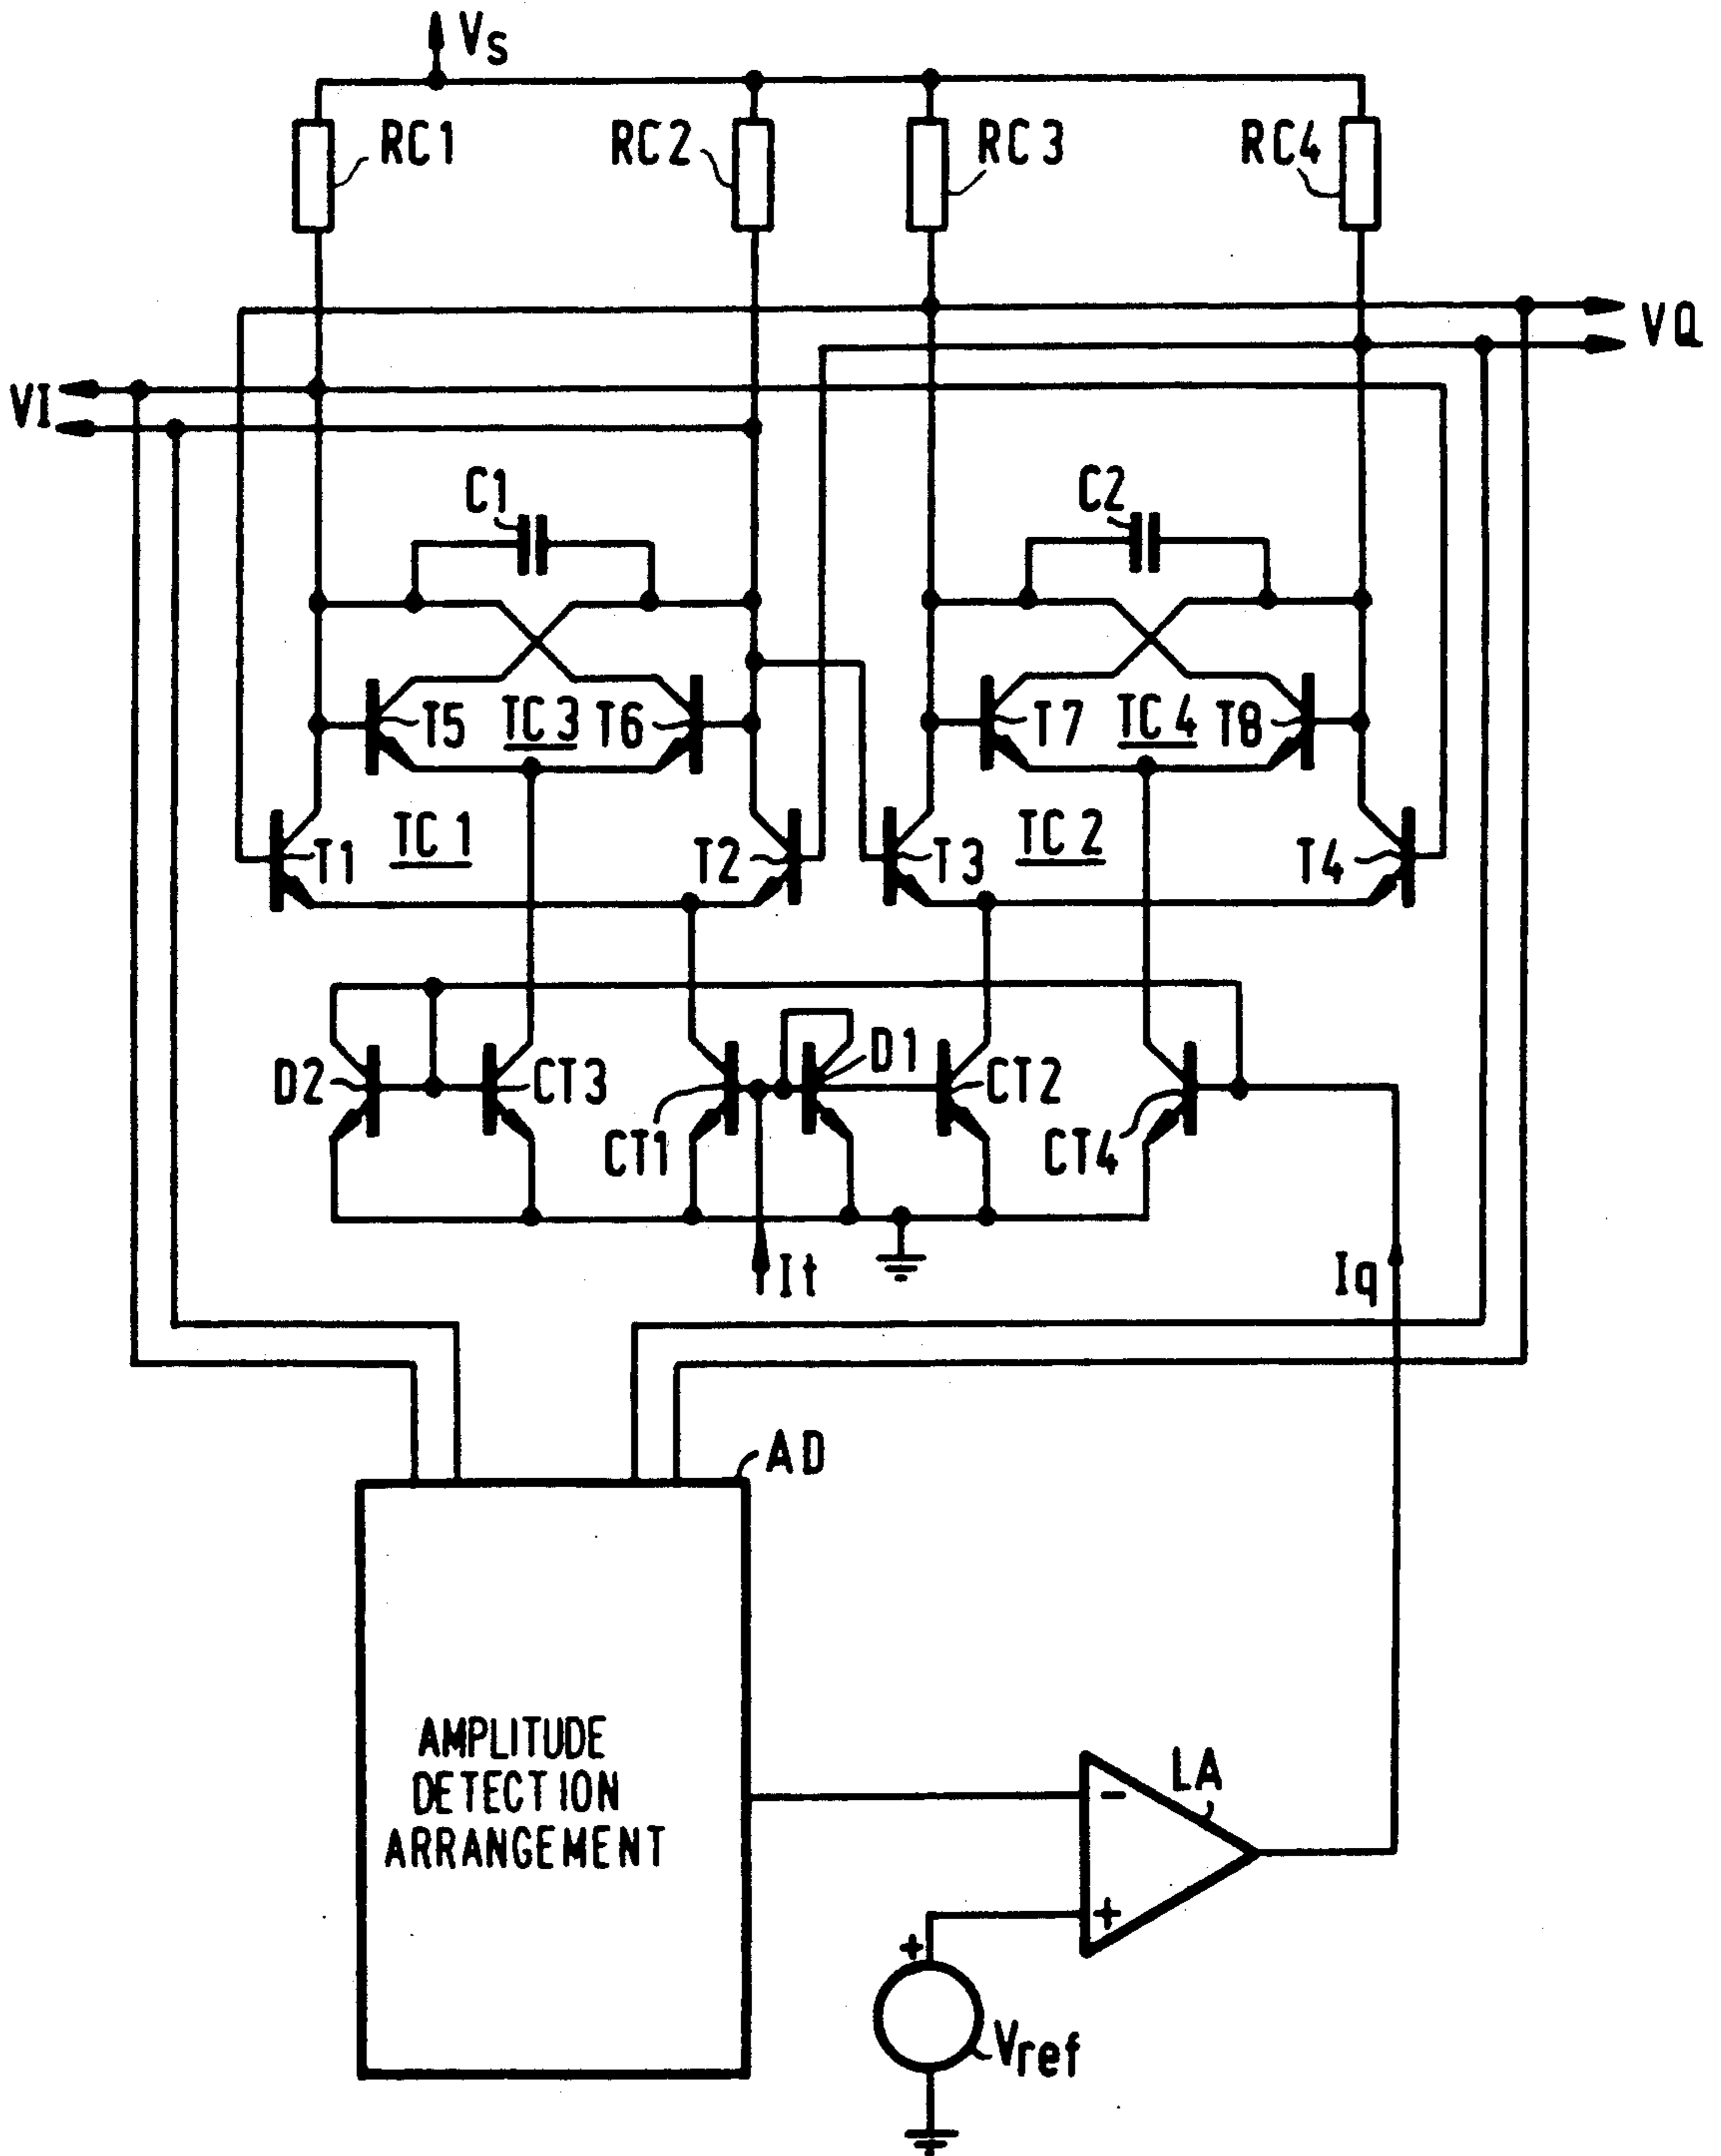 Vs
RC1
RC2
RC3
RC4
VQ
VI
C1
C2
T5
TC3
T6
T7
TC4
T8
T1
TC1
T2
T3
TC2
T4
D2
CT3
CT1
D1
CT2
CT4
It
Iq
AD
AMPLITUDE
DETECTION
ARRANGEMENT
LA
-
+
+
Vref